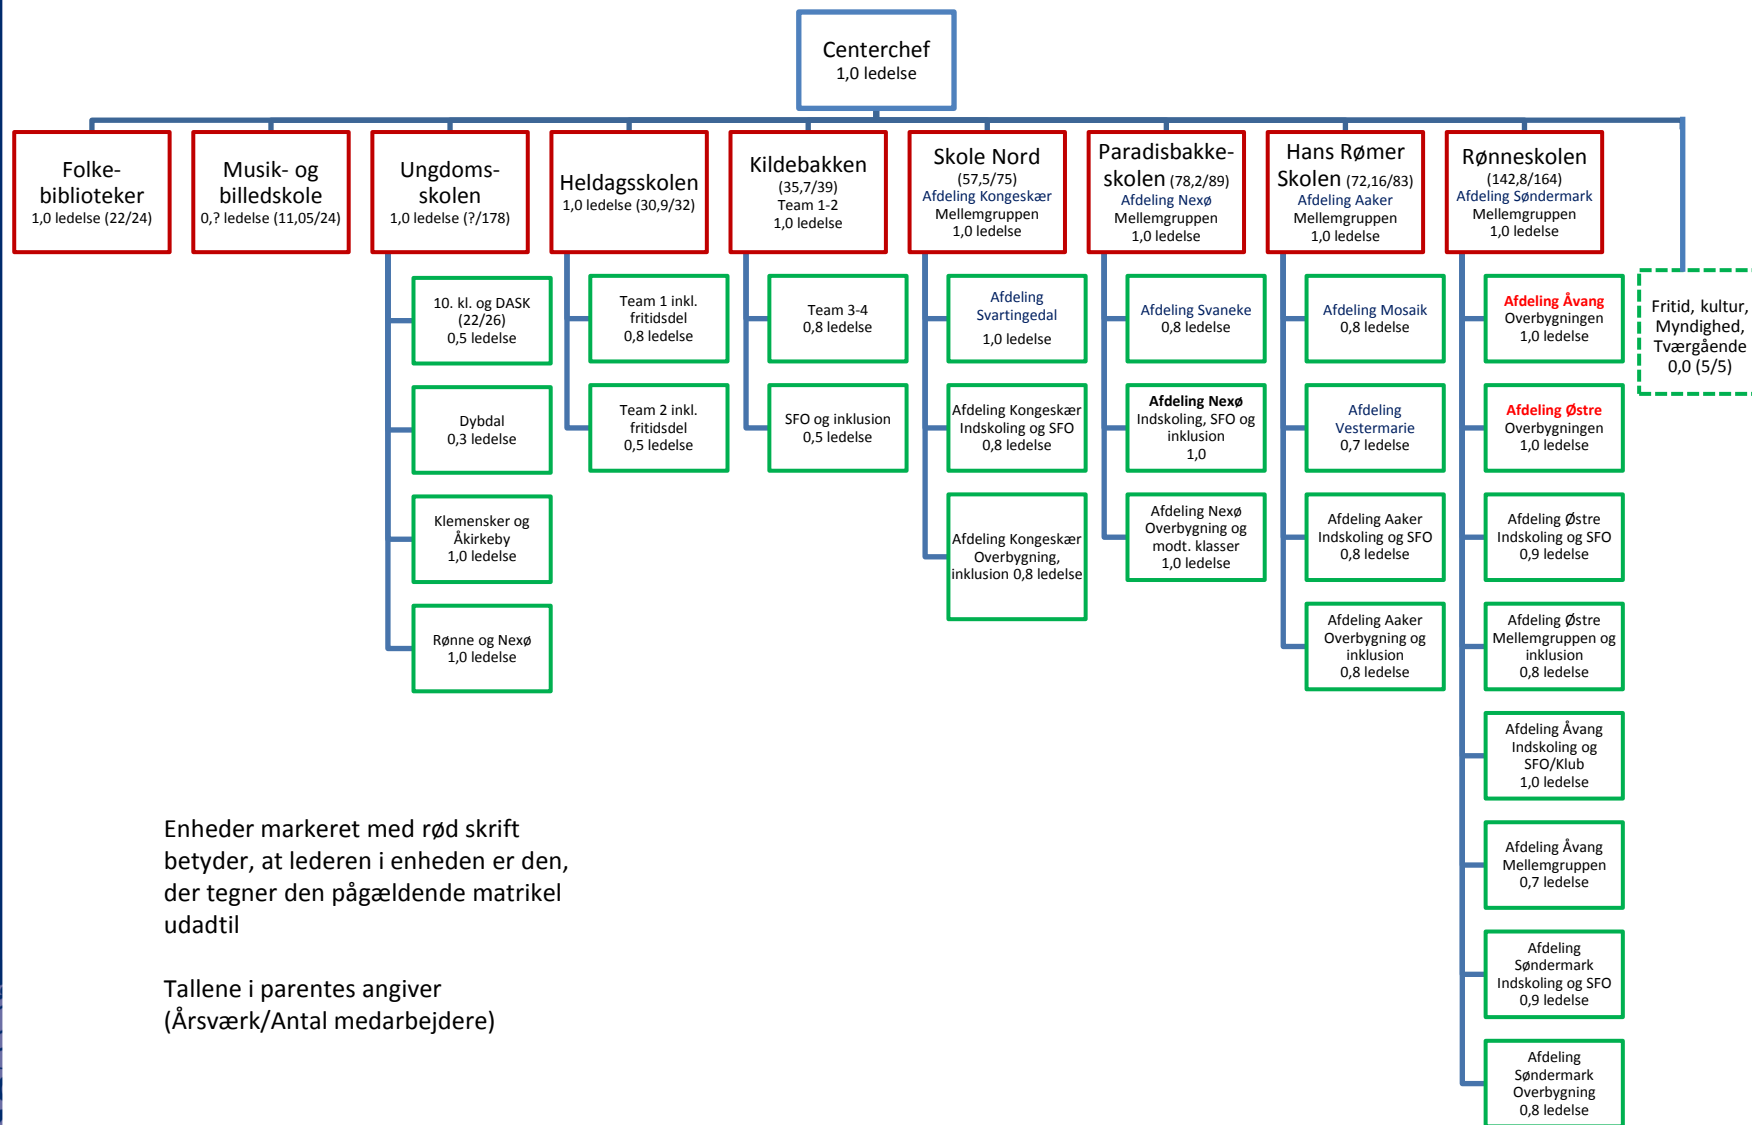 Centerchef
1,0 ledelse
Folke-
biblioteker
1,0 ledelse (22/24)
Musik- og
billedskole
0,? ledelse (11,05/24)
Ungdoms-
skolen
1,0 ledelse (?/178)
Heldagsskolen
1,0 ledelse (30,9/32)
Kildebakken
(35,7/39)
Team 1-2
1,0 ledelse
Skole Nord
(57,5/75)
Afdeling Kongeskær
Mellemgruppen
1,0 ledelse
Paradisbakke-
skolen (78,2/89)
Afdeling Nexø
Mellemgruppen
1,0 ledelse
Hans Rømer
Skolen (72,16/83)
Afdeling Aaker
Mellemgruppen
1,0 ledelse
Rønneskolen
(142,8/164)
Afdeling Søndermark
Mellemgruppen
1,0 ledelse
Fritid, kultur,
Myndighed,
Tværgående
0,0 (5/5)
10. kl. og DASK
(22/26)
0,5 ledelse
Dybdal
0,3 ledelse
Klemensker og
Åkirkeby
1,0 ledelse
Rønne og Nexø
1,0 ledelse
Team 1 inkl.
fritidsdel
0,8 ledelse
Team 2 inkl.
fritidsdel
0,5 ledelse
Team 3-4
0,8 ledelse
SFO og inklusion
0,5 ledelse
Afdeling
Svartingedal
1,0 ledelse
Afdeling Kongeskær
Indskoling og SFO
0,8 ledelse
Afdeling Kongeskær
Overbygning,
inklusion 0,8 ledelse
Afdeling Svaneke
0,8 ledelse
Afdeling Nexø
Indskoling, SFO og
inklusion
1,0
Afdeling Nexø
Overbygning og
modt. klasser
1,0 ledelse
Afdeling Mosaik
0,8 ledelse
Afdeling
Vestermarie
0,7 ledelse
Afdeling Aaker
Indskoling og SFO
0,8 ledelse
Afdeling Aaker
Overbygning og
inklusion
0,8 ledelse
Afdeling Åvang
Overbygningen
1,0 ledelse
Afdeling Østre
Overbygningen
1,0 ledelse
Afdeling Østre
Indskoling og SFO
0,9 ledelse
Afdeling Østre
Mellemgruppen og
inklusion
0,8 ledelse
Afdeling Åvang
Indskoling og
SFO/Klub
1,0 ledelse
Afdeling Åvang
Mellemgruppen
0,7 ledelse
Afdeling
Søndermark
Indskoling og SFO
0,9 ledelse
Afdeling
Søndermark
Overbygning
0,8 ledelse
Enheder markeret med rød skrift
betyder, at lederen i enheden er den,
der tegner den pågældende matrikel
udadtil
Tallene i parentes angiver
(Årsværk/Antal medarbejdere)